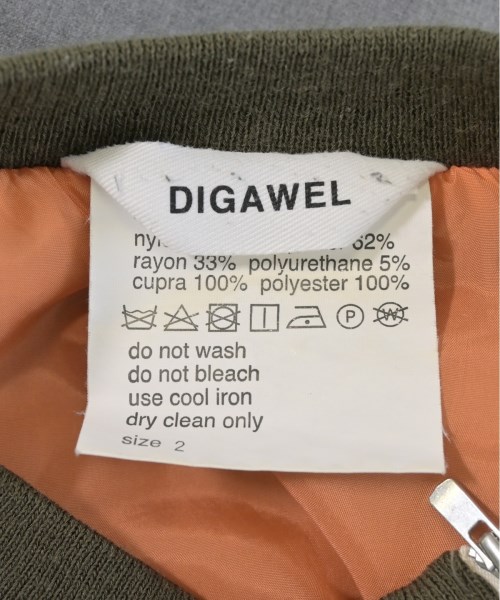 DIGAWEL
62%
rayon 33% polyurethane 5%
cupra 100% polyester 100%
P
W
do not wash
do not bleach
use cool iron
dry clean only
size 2